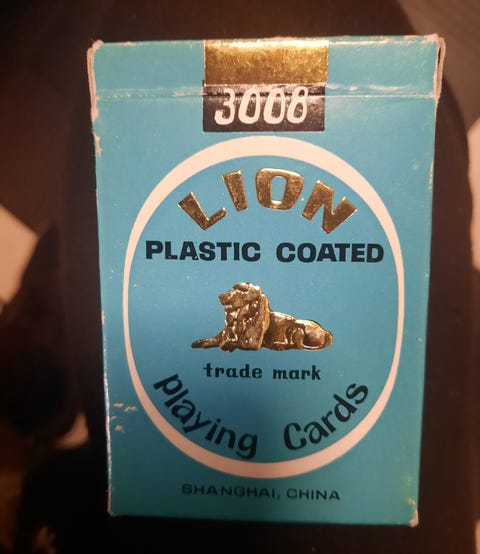 3008
LION
PLASTIC COATED
trade mark
Playing Cards
SHANGHAI, CHINA